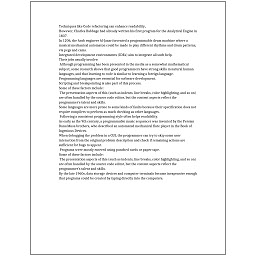 Techniques like Code refactoring can enhance readability.
However, Charles Babbage had already written his first program for the Analytical Engine in
1837.
In 1206, the Arab engineer Al-Jazari invented a programmable drum machine where a
musical mechanical automaton could be made to play different rhythms and drum patterns,
via pegs and cams.
Integrated development environments (IDEs) aim to integrate all such help.
Their jobs usually involve:
Although programming has been presented in the media as a somewhat mathematical
subject, some research shows that good programmers have strong skills in natural human
languages, and that learning to code is similar to learning a foreign language.
Programming languages are essential for software development.
Scripting and breakpointing is also part of this process.
Some of these factors include:
The presentation aspects of this (such as indents, line breaks, color highlighting, and so on)
are often handled by the source code editor, but the content aspects reflect the
programmer's talent and skills.
Some languages are more prone to some kinds of faults because their specification does not
require compilers to perform as much checking as other languages.
Following a consistent programming style often helps readability.
As early as the 9th century, a programmable music sequencer was invented by the Persian
Banu Musa brothers, who described an automated mechanical flute player in the Book of
Ingenious Devices.
When debugging the problem in a GUI, the programmer can try to skip some user
interaction from the original problem description and check if remaining actions are
sufficient for bugs to appear.
Programs were mostly entered using punched cards or paper tape.
Some of these factors include:
The presentation aspects of this (such as indents, line breaks, color highlighting, and so on)
are often handled by the source code editor, but the content aspects reflect the
programmer's talent and skills.
By the late 1960s, data storage devices and computer terminals became inexpensive enough
that programs could be created by typing directly into the computers.